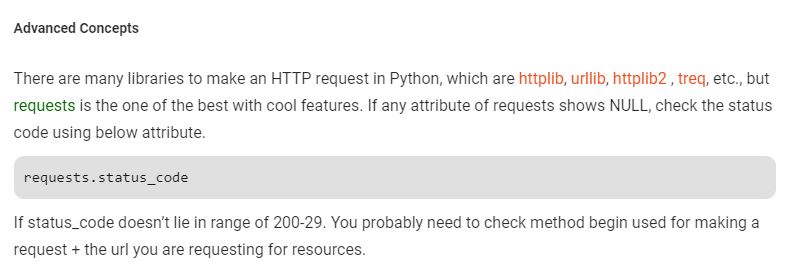 Advanced Concepts
There are many libraries to make an HTTP request in Python, which are httplib, urllib, httplib2 , treq, etc., but
requests is the one of the best with cool features. If any attribute of requests shows NULL, check the status
code using below attribute.
requests.status_code
If status_code doesn’t lie in range of 200-29. You probably need to check method begin used for making a
request + the url you are requesting for resources.